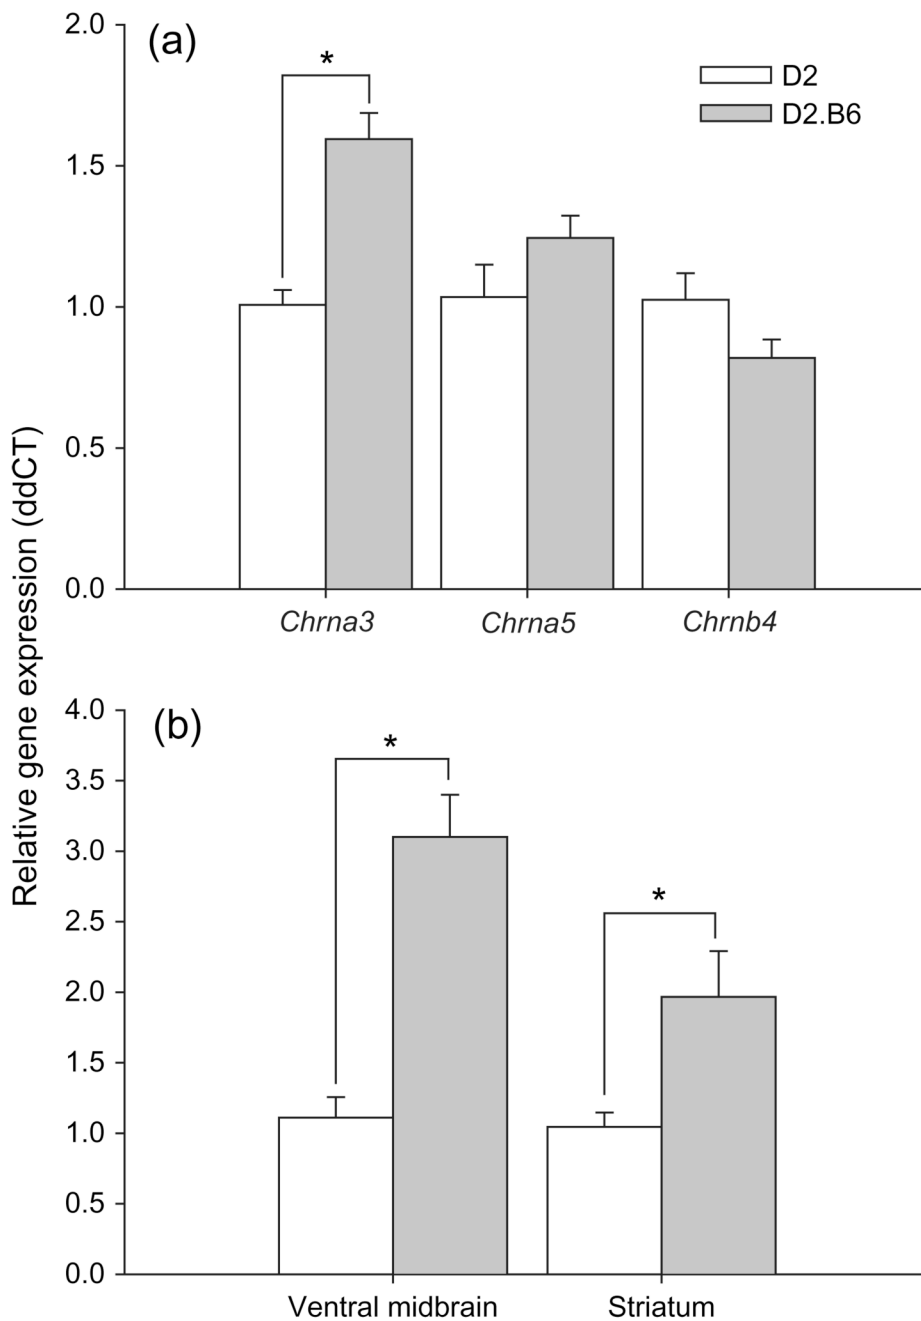 (a)
2.0
1.5
1.0
0.5
0.0
*
D2
D2.B6
Chrna3 Chrna5 Chrnb4
Relative gene expression (ddCT)
(b)
4.0
3.5
3.0
2.5
2.0
1.5
1.0
0.5
0.0
*
*
Ventral midbrain Striatum